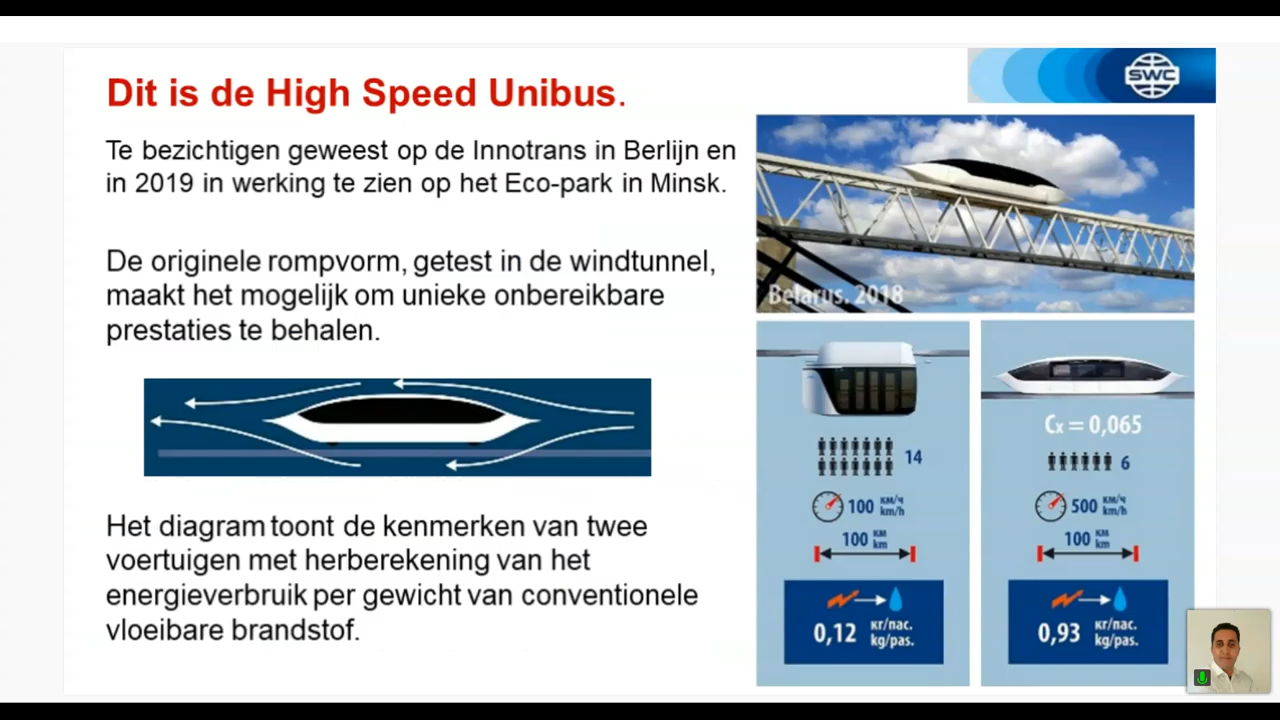 Dit is de High Speed Unibus.
SWC
Te bezichtigen geweest op de Innotrans in Berlijn en
in 2019 in werking te zien op het Eco-park in Minsk.
De originele rompvorm, getest in de windtunnel,
maakt het mogelijk om unieke onbereikbare
prestaties te behalen.
Het diagram toont de kenmerken van twee
voertuigen met herberekening van het
energieverbruik per gewicht van conventionele
vloeibare brandstof.
Belarus. 2018
14
100 км/ч
km/h
100 км
km
0,12 кг/пас.
kg/pas.
Cx = 0,065
6
500 км/ч
km/h
100 км
km
0,93 кг/пас.
kg/pas.